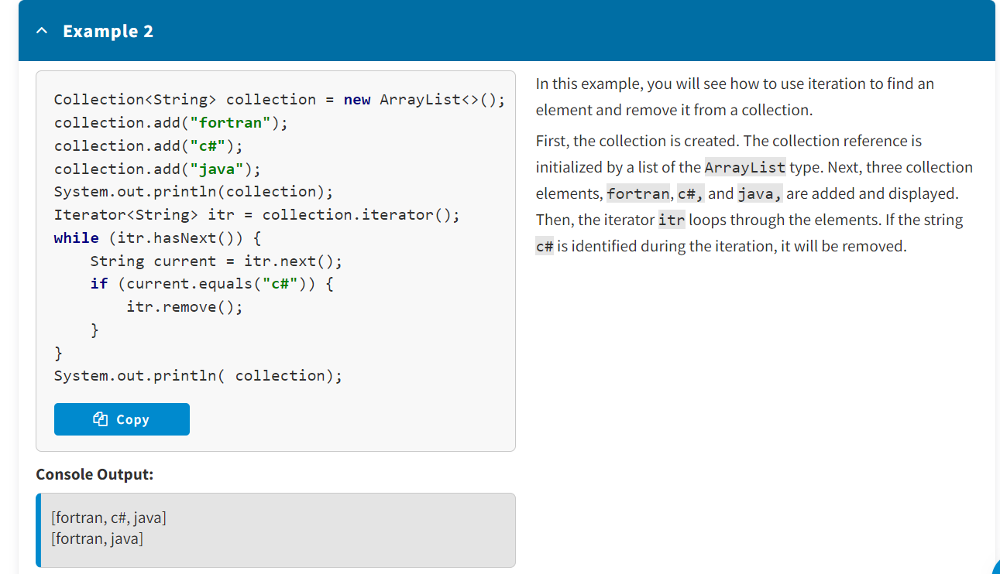 Example 2
Collection<String> collection = new ArrayList<>();
collection.add("fortran");
collection.add("c#");
collection.add("java");
System.out.println(collection);
Iterator<String> itr = collection.iterator();
while (itr.hasNext()) {
    String current = itr.next();
    if (current.equals("c#")) {
        itr.remove();
    }
}
System.out.println( collection);
Copy
Console Output:
[fortran, c#, java]
[fortran, java]
In this example, you will see how to use iteration to find an
element and remove it from a collection.
First, the collection is created. The collection reference is
initialized by a list of the ArrayList type. Next, three collection
elements, fortran, c#, and java, are added and displayed.
Then, the iterator itr loops through the elements. If the string
c# is identified during the iteration, it will be removed.